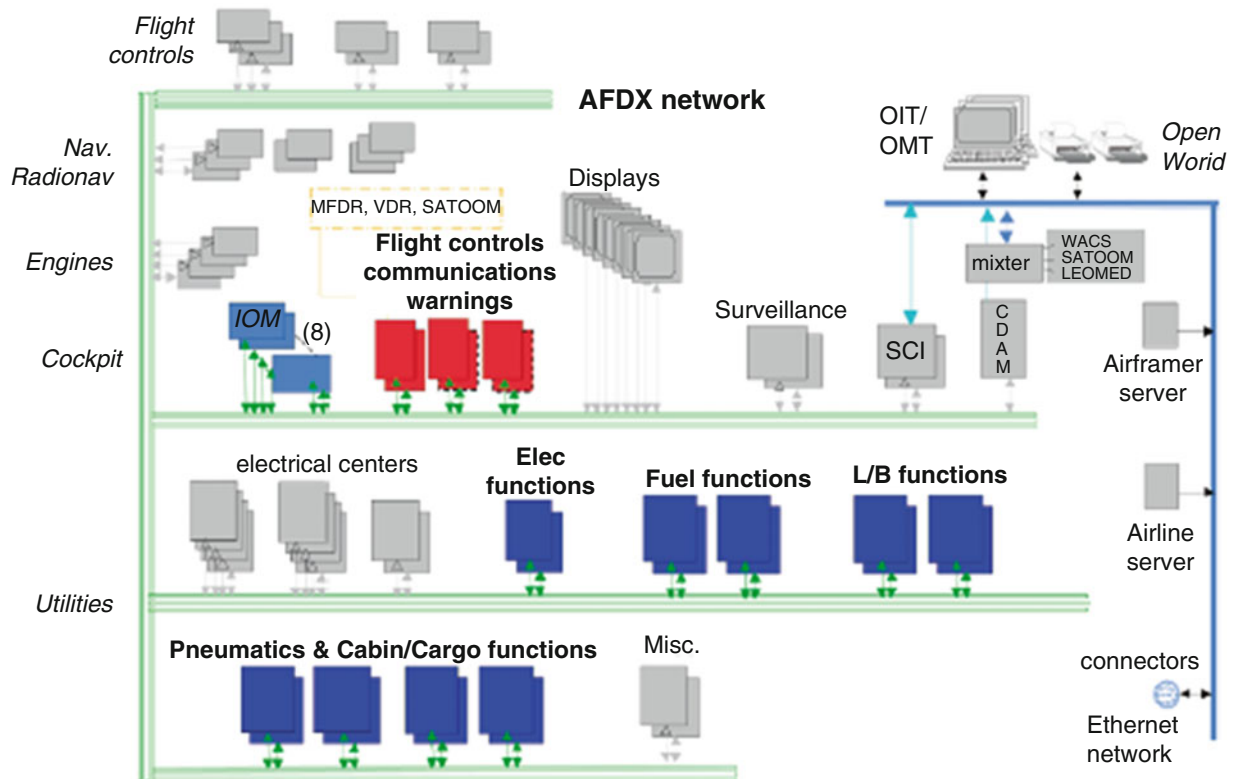 Flight
controls
AFDX network
OIT/
OMT
Open
World
Nav.
Radionav
Displays
MFDR, VDR, SATOOM
Flight controls
communications
warnings
Engines
mixter
WACS
SATOOM
LEOMED
IOM
(8)
Surveillance
Cockpit
SCI
C
D
A
M
Airframer
server
electrical centers
Elec
functions
Fuel functions
L/B functions
Airline
server
Utilities
Pneumatics & Cabin/Cargo functions
Misc.
connectors
Ethernet
network